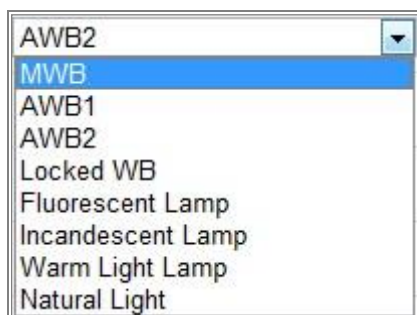 AWB2
MWB
AWB1
AWB2
Locked WB
Fluorescent Lamp
Incandescent Lamp
Warm Light Lamp
Natural Light